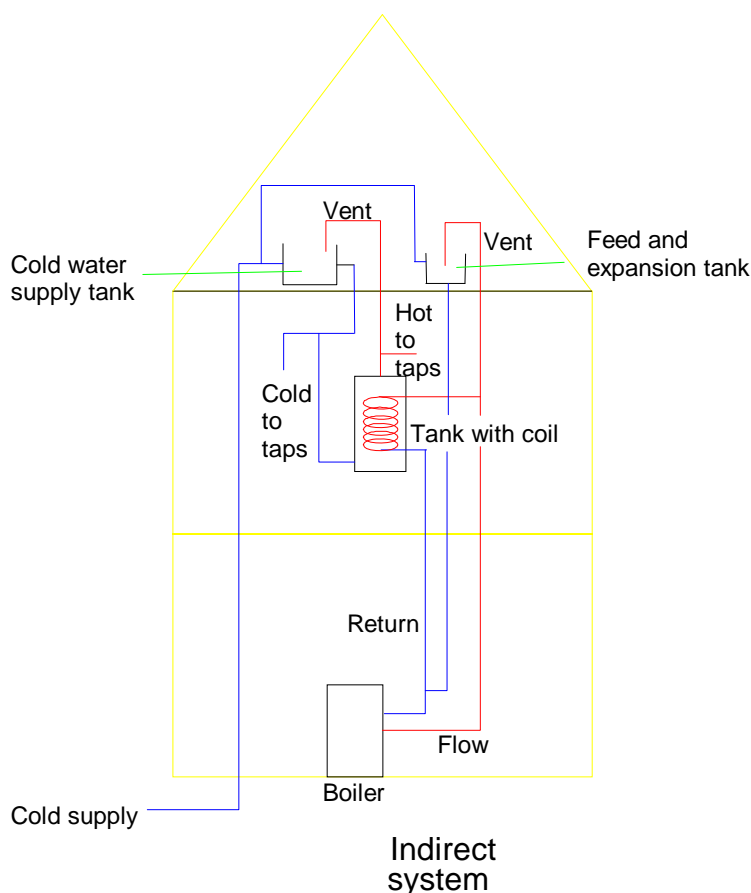 Vent
Vent
Feed and
expansion tank
Cold water
supply tank
Hot
to
taps
Cold
to
taps
Tank with coil
Return
Flow
Boiler
Cold supply
Indirect
system